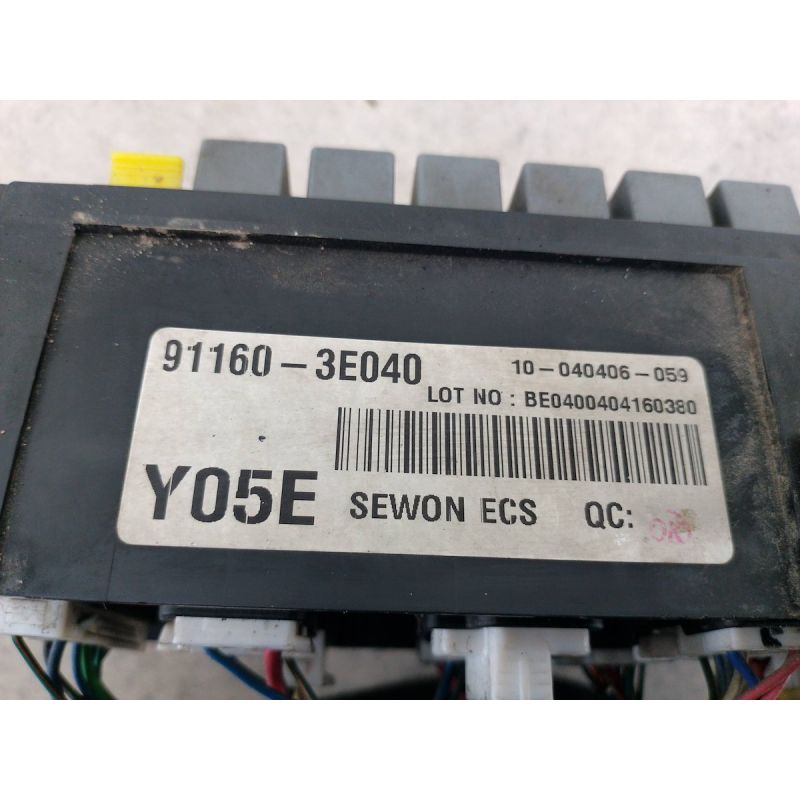 91160-3E040 10-040406-059
LOT NO : BE0400404160380
Y05E SEWON ECS QC: